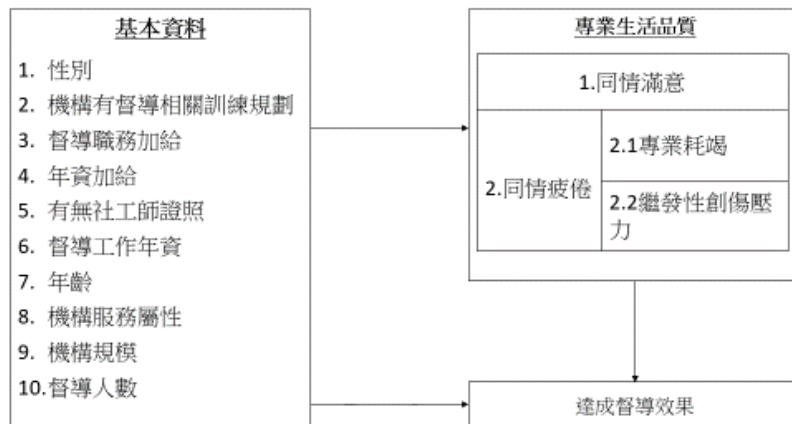 基本資料
1. 性別
2. 機構有督導相關訓練規劃
3. 督導職務加給
4. 年資加給
5. 有無社工師證照
6. 督導工作年資
7. 年齡
8. 機構服務屬性
9. 機構規模
10.督導人數
專業生活品質
1.同情滿意
2.同情疲倦
2.1專業耗竭
2.2繼發性創傷壓
力
達成督導效果